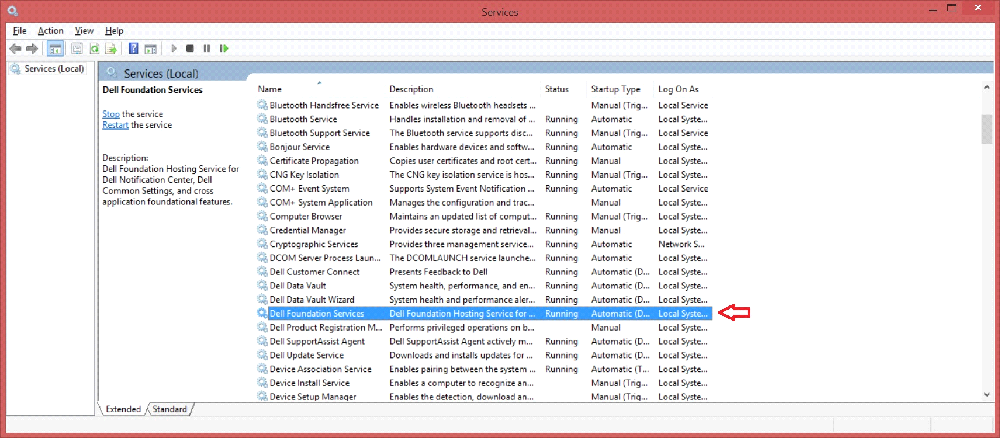 Services
File Action View Help
Services (Local)
Services (Local)
Dell Foundation Services
Stop the service
Restart the service
Description:
Dell Foundation Hosting Service for
Dell Notification Center, Dell
Common Settings, and cross
application foundational features.
Name Description Status Startup Type Log On As
Bluetooth Handsfree Service Enables wireless Bluetooth headsets ... Manual (Trig... Local Service
Bluetooth Service Handles installation and removal of ... Running Automatic Local Syste...
Bluetooth Support Service The Bluetooth service supports disc... Running Manual (Trig... Local Service
Bonjour Service Enables hardware devices and softw... Running Automatic Local Syste...
Certificate Propagation Copies user certificates and root cert... Running Manual Local Syste...
CNG Key Isolation The CNG key isolation service is hos... Running Manual (Trig... Local Syste...
COM+ Event System Supports System Event Notification ... Running Automatic Local Service
COM+ System Application Manages the configuration and trac... Manual Local Syste...
Computer Browser Maintains an updated list of comput... Running Manual (Trig... Local Syste...
Credential Manager Provides secure storage and retrieval... Running Manual Local Syste...
Cryptographic Services Provides three management service... Running Automatic Network S...
DCOM Server Process Laun... The DCOMLAUNCH service launche... Running Automatic Local Syste...
Dell Customer Connect Presents Feedback to Dell Running Automatic (D... Local Syste...
Dell Data Vault System health, performance, and en... Running Automatic (D... Local Syste...
Dell Data Vault Wizard System health and performance aler... Running Automatic (D... Local Syste...
Dell Foundation Services Dell Foundation Hosting Service for ... Running Automatic (D... Local Syste...
Dell Product Registration M... Performs privileged operations on b... Manual Local Syste...
Dell SupportAssist Agent Dell SupportAssist Agent actively m... Running Automatic (D... Local Syste...
Dell Update Service Downloads and installs updates for ... Running Automatic (D... Local Syste...
Device Association Service Enables pairing between the system ... Running Automatic (T... Local Syste...
Device Install Service Enables a computer to recognize an... Manual (Trig... Local Syste...
Device Setup Manager Enables the detection, download an... Manual (Trig... Local Syste...
Extended Standard